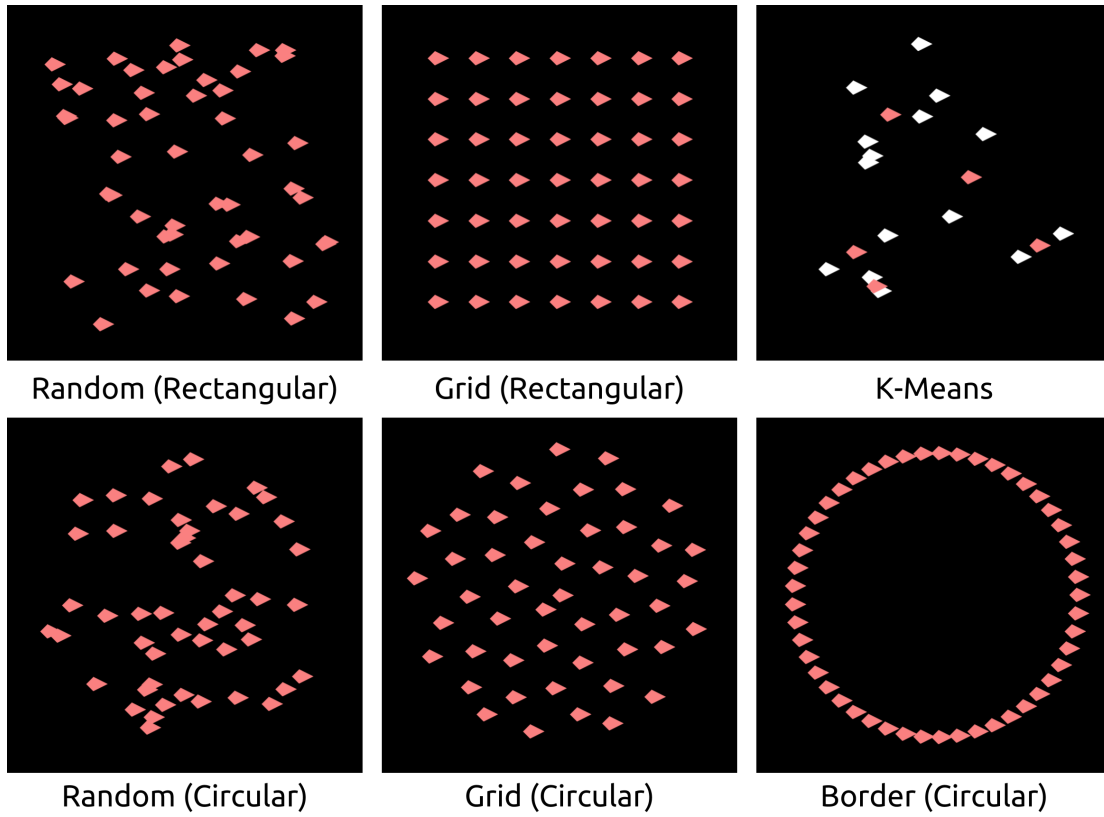 Random (Rectangular)
Grid (Rectangular)
K-Means
Random (Circular)
Grid (Circular)
Border (Circular)